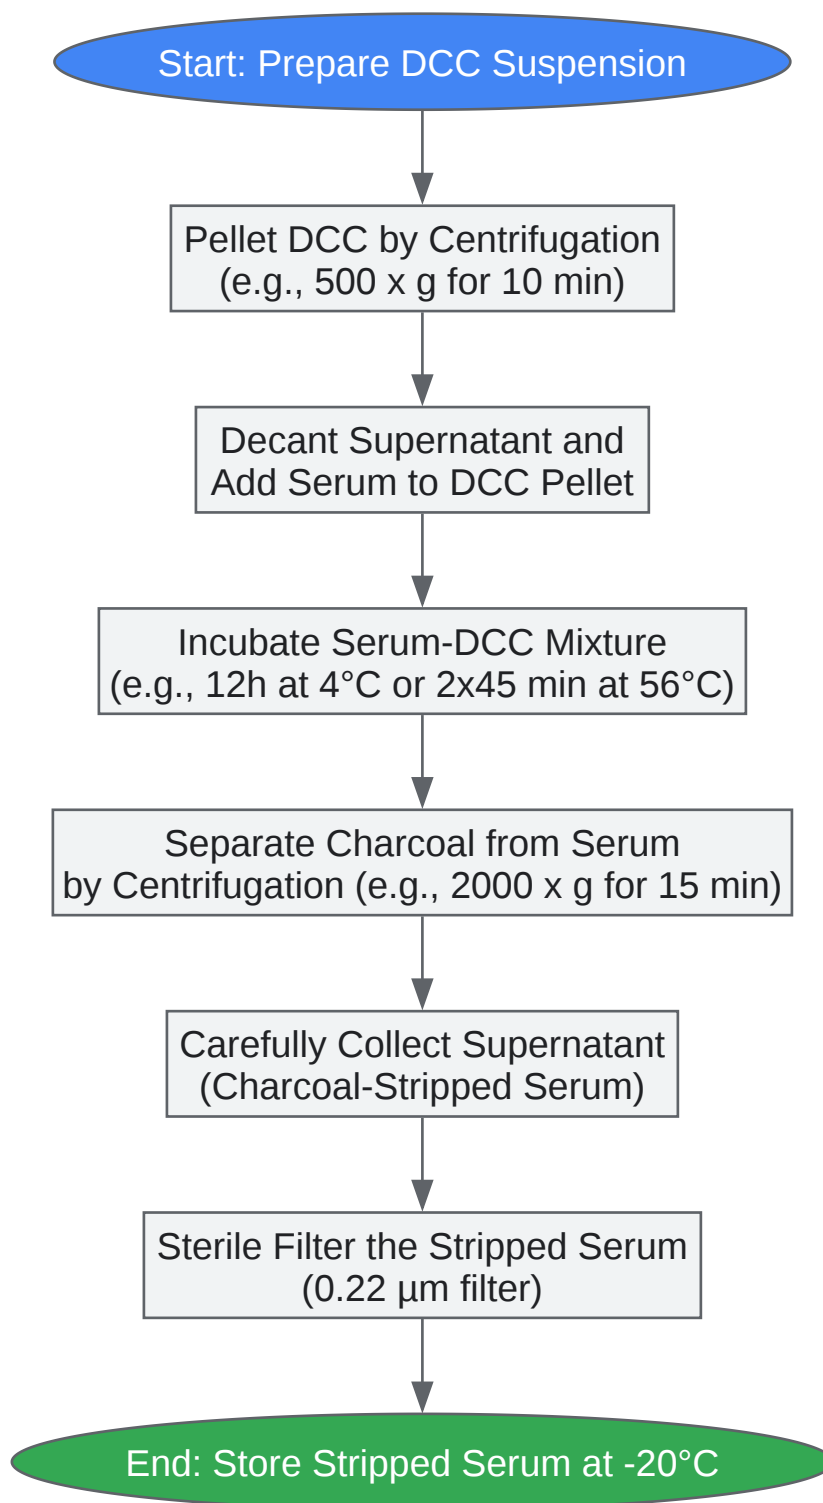 Start: Prepare DCC Suspension
Pellet DCC by Centrifugation
(e.g., 500 x g for 10 min)
Decant Supernatant and
Add Serum to DCC Pellet
Incubate Serum-DCC Mixture
(e.g., 12h at 4°C or 2x45 min at 56°C)
Separate Charcoal from Serum
by Centrifugation (e.g., 2000 x g for 15 min)
Carefully Collect Supernatant
(Charcoal-Stripped Serum)
Sterile Filter the Stripped Serum
(0.22 µm filter)
End: Store Stripped Serum at -20°C